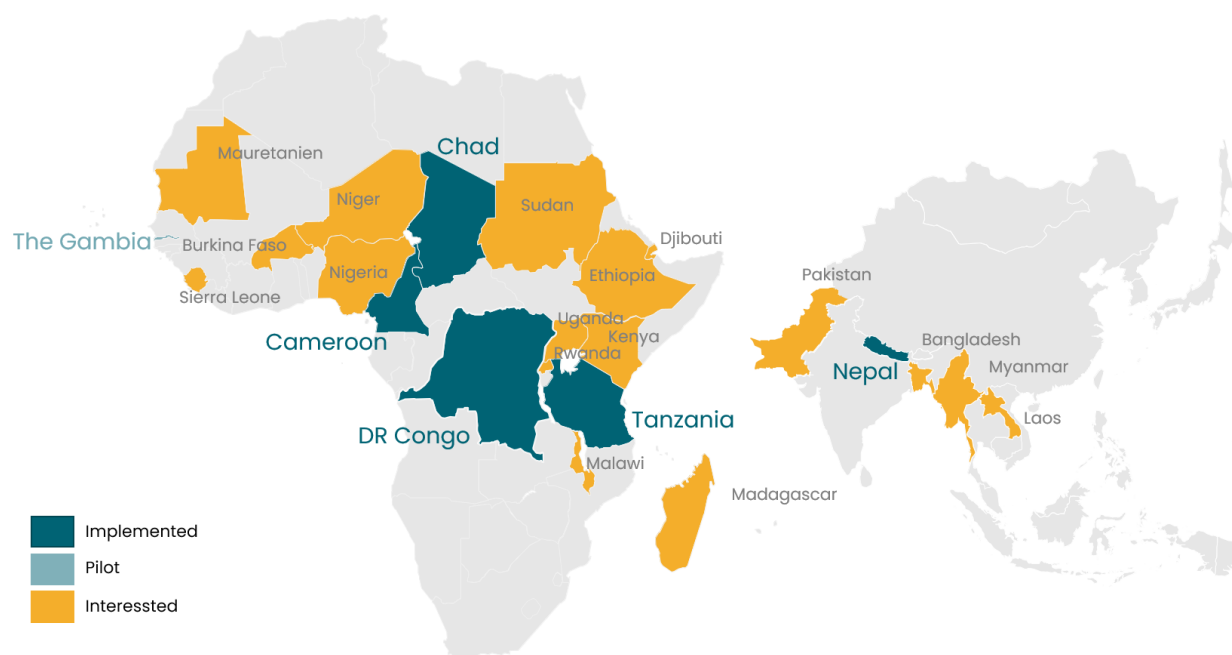 Chad
Mauretanien
Niger
Sudan
The Gambia
Burkina Faso
Djibouti
Nigeria
Ethiopia
Pakistan
Sierra Leone
Uganda
Cameroon
Kenya
Bangladesh
Rwanda
Nepal
Myanmar
DR Congo
Tanzania
Laos
Malawi
Madagascar
Implemented
Pilot
Interessted